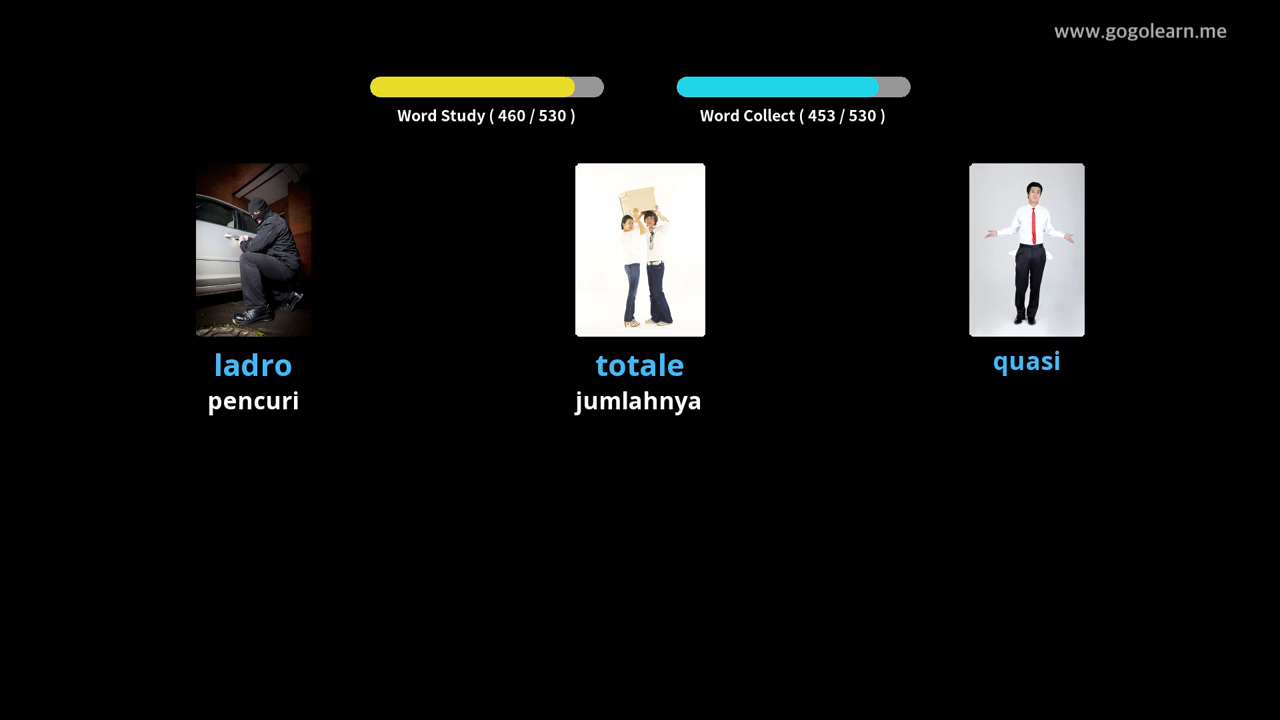 www.gogolearn.me
Word Study ( 460 / 530 )
Word Collect ( 453 / 530 )
ladro
pencuri
totale
jumlahnya
quasi